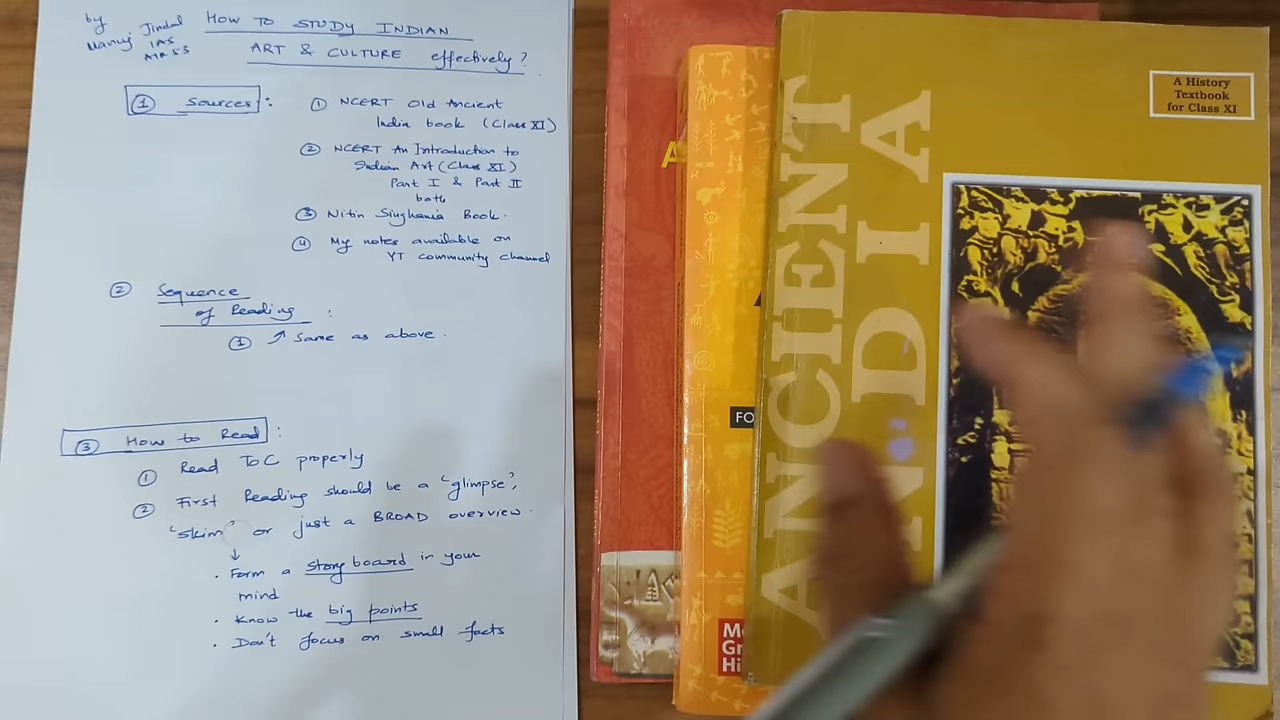 by
Manuj Jindal
IAS
AIR 53
HOW TO STUDY INDIAN
ART & CULTURE effectively?
① Sources:
① NCERT Old Ancient
India book (Class XI)
② NCERT An Introduction to
Indian Art (Class XI)
Part I & Part II
both
③ Nitin Singhania Book.
④ My notes available on
YT community channel
② Sequence
of Reading :
① ↗ Same as above.
③ How to Read:
① Read ToC properly
② First Reading should be a 'glimpse',
'skim' or just a BROAD overview.
↓
· Form a story board in your
mind
· Know the big points
· Don't focus on small facts
A
FO
Mc
Gr
Hi
ANCIENT
INDIA
A History
Textbook
for Class XI